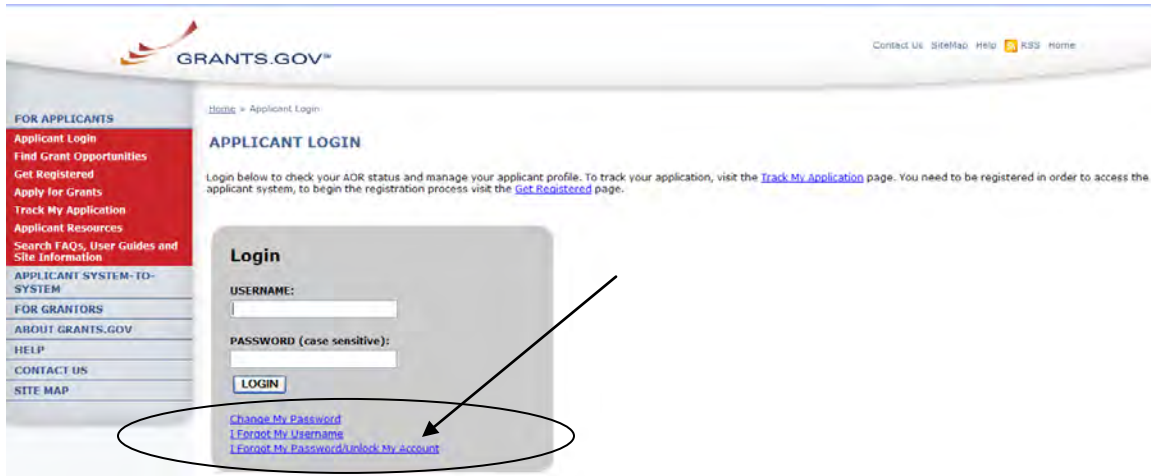 GRANTS.GOV℠
Contact Us SiteMap Help RSS Home
FOR APPLICANTS
Applicant Login
Find Grant Opportunities
Get Registered
Apply for Grants
Track My Application
Applicant Resources
Search FAQs, User Guides and
Site Information
APPLICANT SYSTEM-TO-
SYSTEM
FOR GRANTORS
ABOUT GRANTS.GOV
HELP
CONTACT US
SITE MAP
Home > Applicant Login
APPLICANT LOGIN
Login below to check your AOR status and manage your applicant profile. To track your application, visit the Track My Application page. You need to be registered in order to access the
applicant system, to begin the registration process visit the Get Registered page.
Login
USERNAME:
PASSWORD (case sensitive):
LOGIN
Change My Password
I Forgot My Username
I Forgot My Password/Unlock My Account